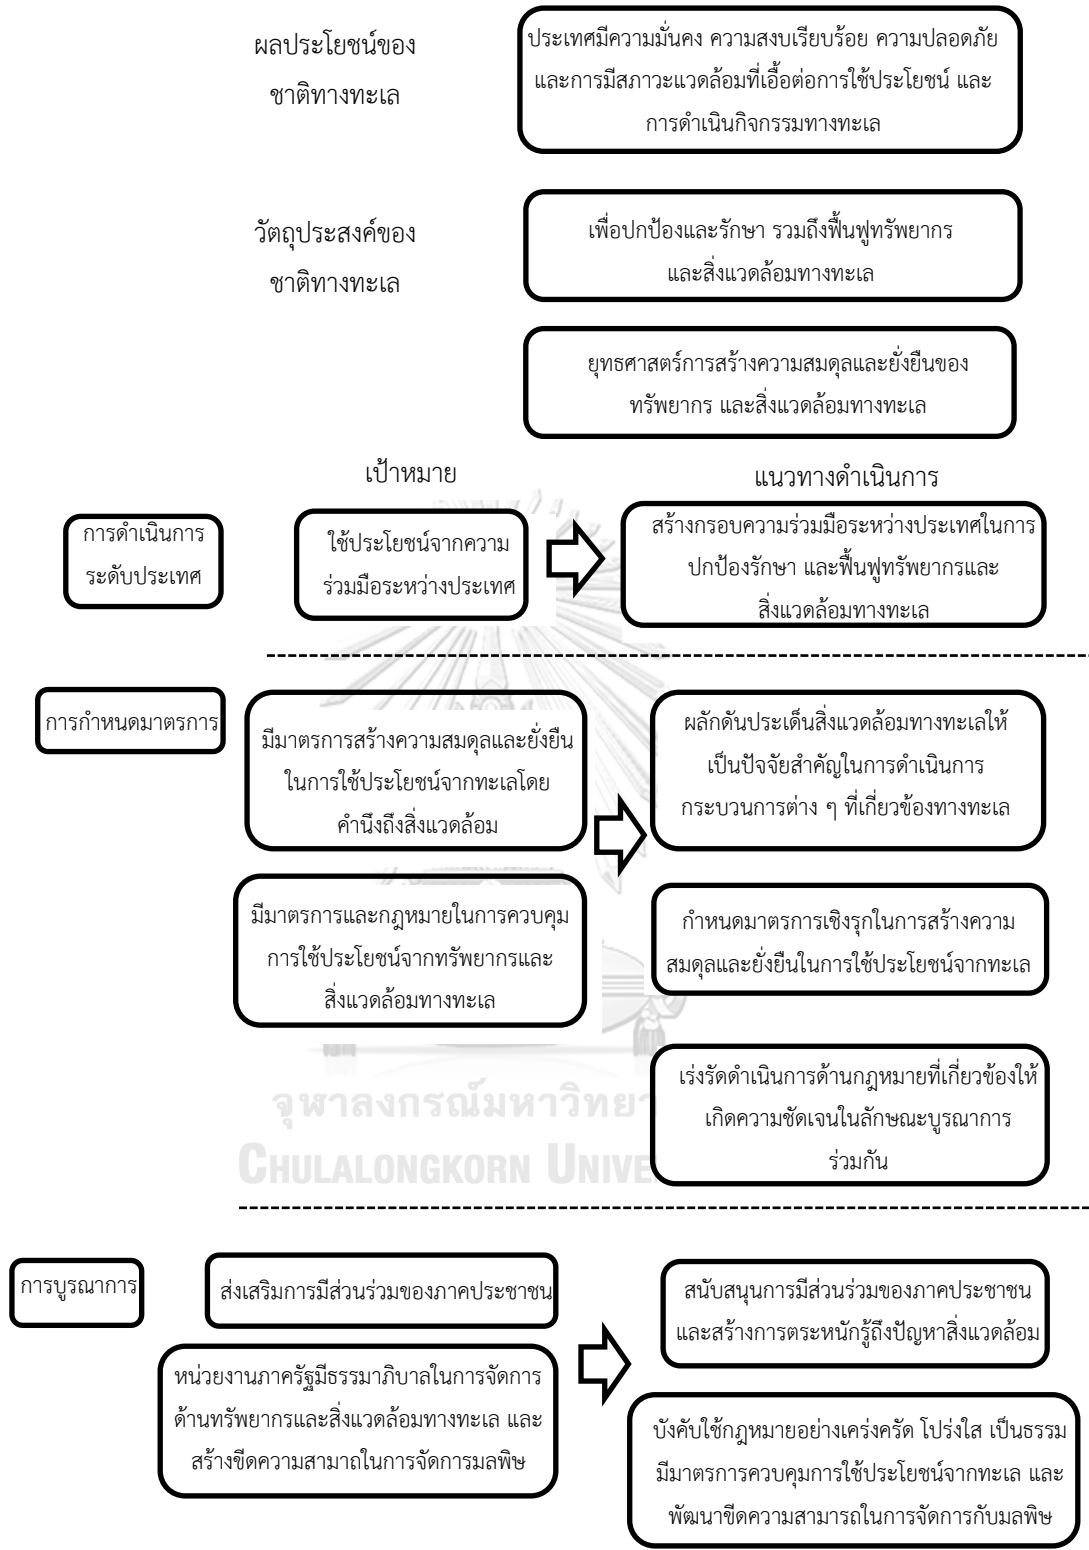 ผลประโยชน์ของ
ชาติทางทะเล
ประเทศมีความมั่นคง ความสงบเรียบร้อย ความปลอดภัย
และการมีสภาวะแวดล้อมที่เอื้อต่อการใช้ประโยชน์ และ
การดำเนินกิจกรรมทางทะเล
วัตถุประสงค์ของ
ชาติทางทะเล
เพื่อปกป้องและรักษา รวมถึงฟื้นฟูทรัพยากร
และสิ่งแวดล้อมทางทะเล
ยุทธศาสตร์การสร้างความสมดุลและยั่งยืนของ
ทรัพยากร และสิ่งแวดล้อมทางทะเล
เป้าหมาย
แนวทางดำเนินการ
การดำเนินการ
ระดับประเทศ
ใช้ประโยชน์จากความ
ร่วมมือระหว่างประเทศ
สร้างกรอบความร่วมมือระหว่างประเทศในการ
ปกป้องรักษา และฟื้นฟูทรัพยากรและ
สิ่งแวดล้อมทางทะเล
การกำหนดมาตรการ
มีมาตรการสร้างความสมดุลและยั่งยืน
ในการใช้ประโยชน์จากทะเลโดย
คำนึงถึงสิ่งแวดล้อม
ผลักดันประเด็นสิ่งแวดล้อมทางทะเลให้
เป็นปัจจัยสำคัญในการดำเนินการ
กระบวนการต่าง ๆ ที่เกี่ยวข้องทางทะเล
มีมาตรการและกฎหมายในการควบคุม
การใช้ประโยชน์จากทรัพยากรและ
สิ่งแวดล้อมทางทะเล
กำหนดมาตรการเชิงรุกในการสร้างความ
สมดุลและยั่งยืนในการใช้ประโยชน์จากทะเล
เร่งรัดดำเนินการด้านกฎหมายที่เกี่ยวข้องให้
เกิดความชัดเจนในลักษณะบูรณาการ
ร่วมกัน
จุฬาลงกรณ์มหาวิทย
CHULALONGKORN UNIVE
การบูรณาการ
ส่งเสริมการมีส่วนร่วมของภาคประชาชน
หน่วยงานภาครัฐมีธรรมาภิบาลในการจัดการ
ด้านทรัพยากรและสิ่งแวดล้อมทางทะเล และ
สร้างขีดความสามาถในการจัดการมลพิษ
สนับสนุนการมีส่วนร่วมของภาคประชาชน
และสร้างการตระหนักรู้ถึงปัญหาสิ่งแวดล้อม
บังคับใช้กฎหมายอย่างเคร่งครัด โปร่งใส เป็นธรรม
มีมาตรการควบคุมการใช้ประโยชน์จากทะเล และ
พัฒนาขีดความสามารถในการจัดการกับมลพิษ